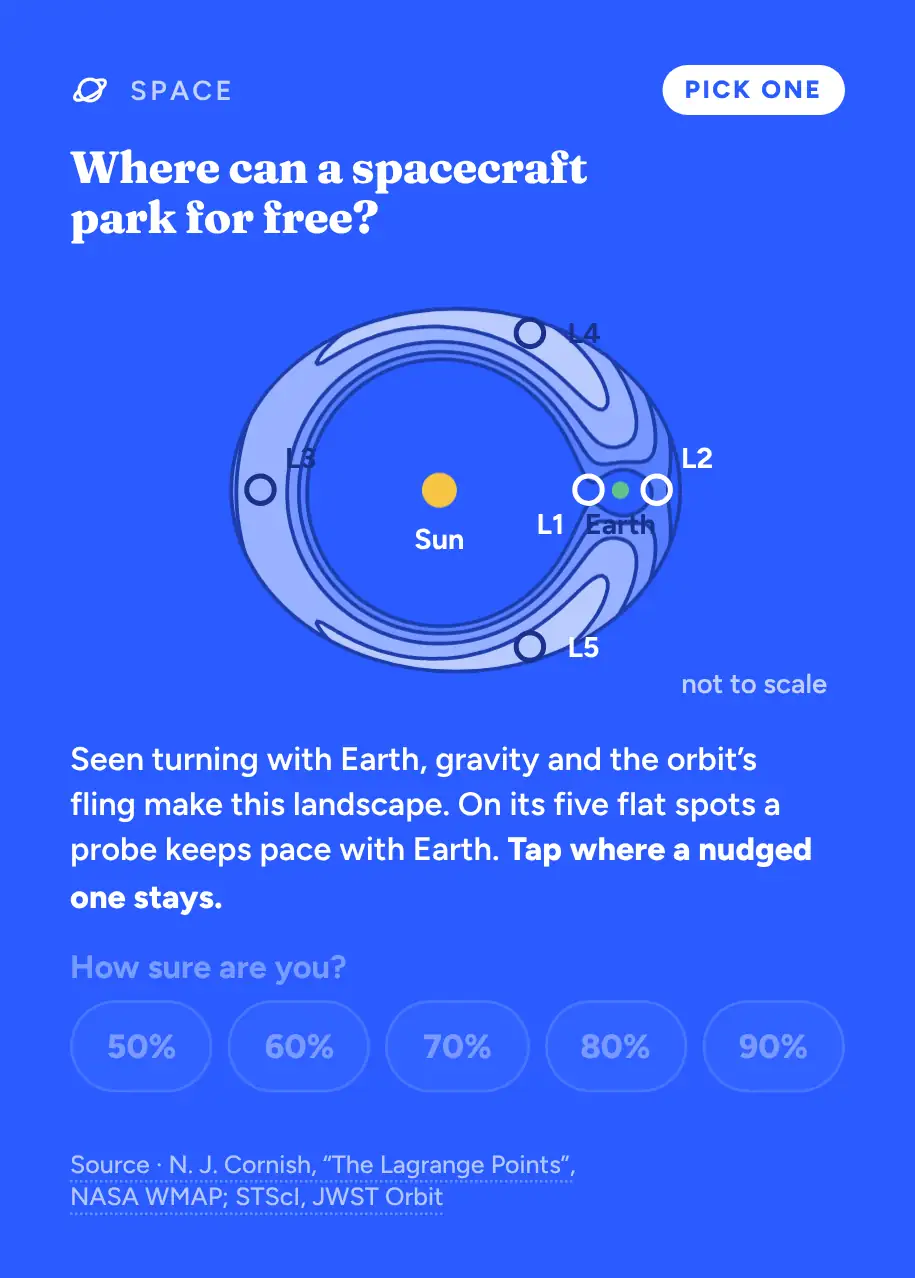 SPACE
PICK ONE
Where can a spacecraft
park for free?
L4
L3
L2
L1
Earth
Sun
L5
not to scale
Seen turning with Earth, gravity and the orbit’s
fling make this landscape. On its five flat spots a
probe keeps pace with Earth. Tap where a nudged
one stays.
How sure are you?
50%
60%
70%
80%
90%
Source · N. J. Cornish, “The Lagrange Points”,
NASA WMAP; STScI, JWST Orbit